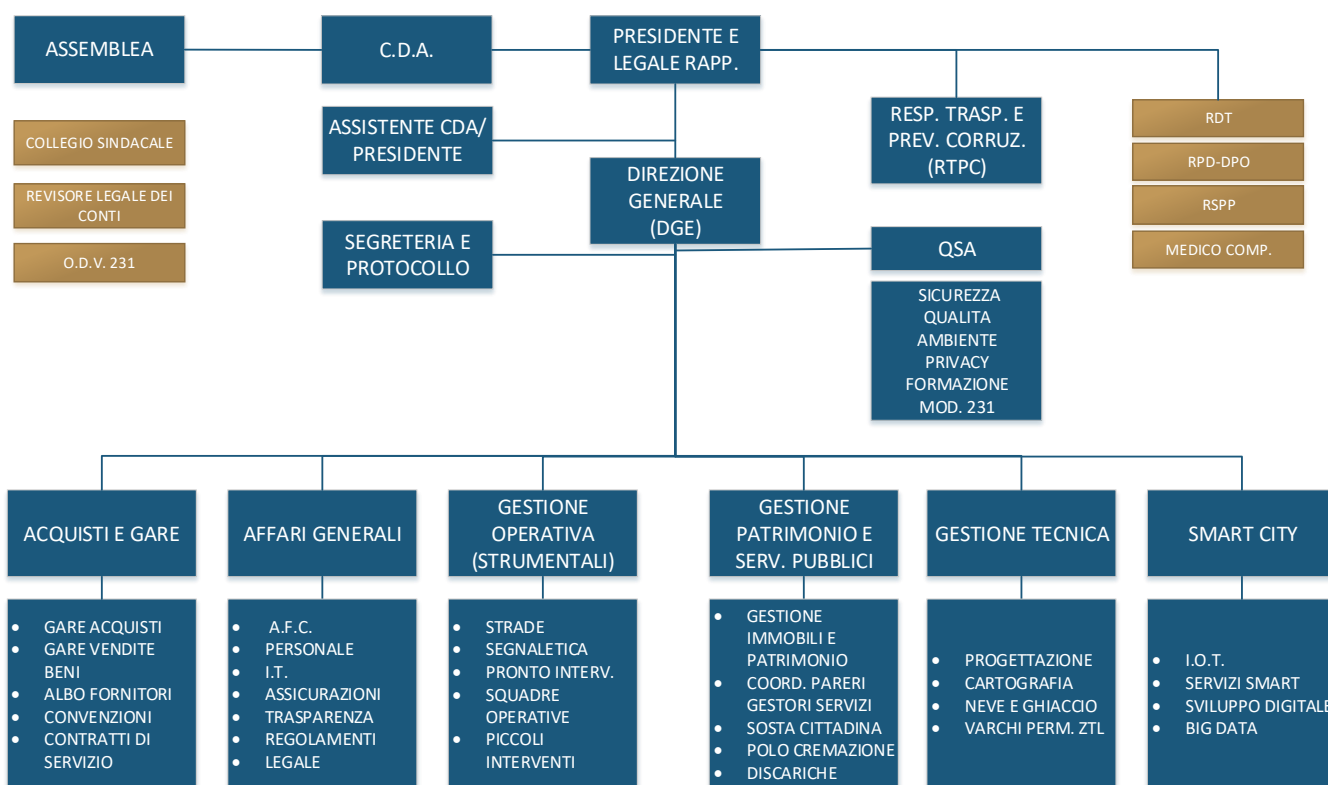 ASSEMBLEA
C.D.A.
PRESIDENTE E
LEGALE RAPP.
COLLEGIO SINDACALE
REVISORE LEGALE DEI
CONTI
O.D.V. 231
ASSISTENTE CDA/
PRESIDENTE
RESP. TRASP. E
PREV. CORRUZ.
(RTPC)
RDT
RPD-DPO
RSPP
MEDICO COMP.
DIREZIONE
GENERALE
(DGE)
SEGRETERIA E
PROTOCOLLO
QSA
SICUREZZA
QUALITA
AMBIENTE
PRIVACY
FORMAZIONE
MOD. 231
ACQUISTI E GARE
AFFARI GENERALI
GESTIONE
OPERATIVA
(STRUMENTALI)
GESTIONE
PATRIMONIO E
SERV. PUBBLICI
GESTIONE TECNICA
SMART CITY
• GARE ACQUISTI
• GARE VENDITE
BENI
• ALBO FORNITORI
• CONVENZIONI
• CONTRATTI DI
SERVIZIO
• A.F.C.
• PERSONALE
• I.T.
• ASSICURAZIONI
• TRASPARENZA
• REGOLAMENTI
• LEGALE
• STRADE
• SEGNALETICA
• PRONTO INTERV.
• SQUADRE
OPERATIVE
• PICCOLI
INTERVENTI
• GESTIONE
IMMOBILI E
PATRIMONIO
• COORD. PARERI
GESTORI SERVIZI
• SOSTA CITTADINA
• POLO CREMAZIONE
• DISCARICHE
• PROGETTAZIONE
• CARTOGRAFIA
• NEVE E GHIACCIO
• VARCHI PERM. ZTL
• I.O.T.
• SERVIZI SMART
• SVILUPPO DIGITALE
• BIG DATA